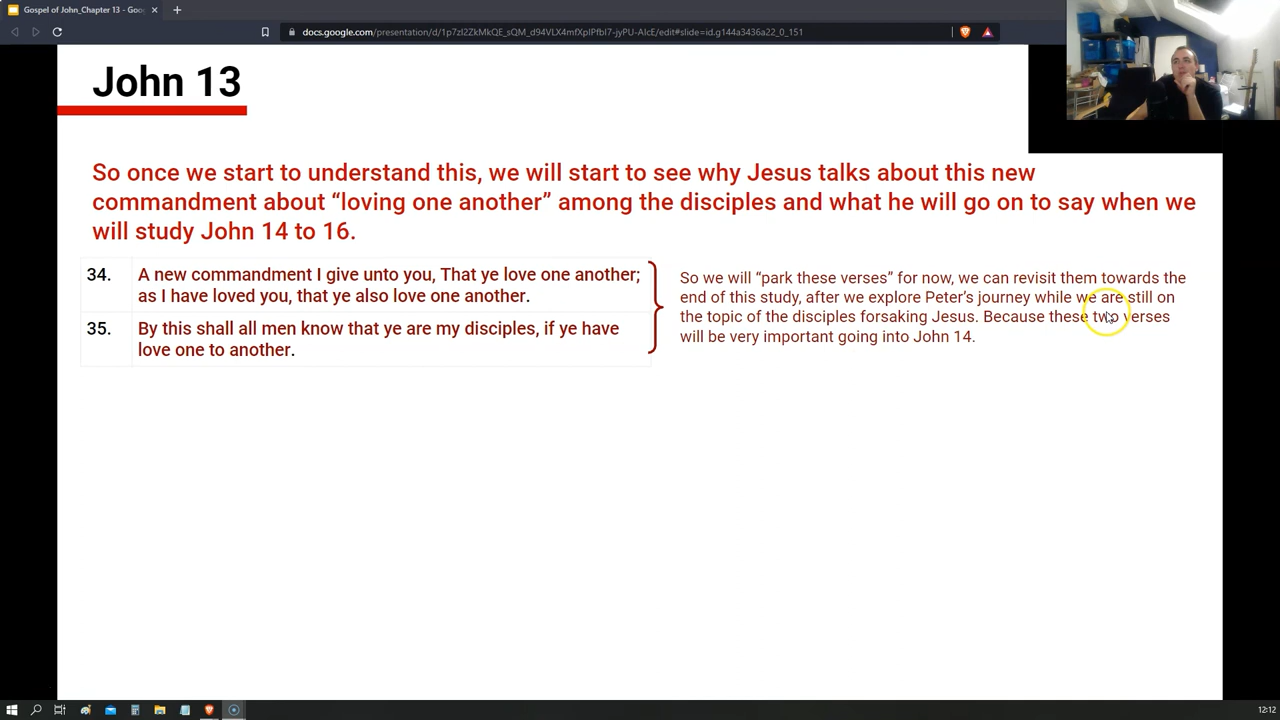 Gospel of John_Chapter 13 - Goo
docs.google.com/presentation/d/1p7zI2ZkMkQE_sQM_d94VLX4mfXpIPfbI7-jyPU-AlcE/edit#slide=id.g144a3436a22_0_151
John 13
So once we start to understand this, we will start to see why Jesus talks about this new
commandment about “loving one another” among the disciples and what he will go on to say when we
will study John 14 to 16.
34. A new commandment I give unto you, That ye love one another;
as I have loved you, that ye also love one another.
35. By this shall all men know that ye are my disciples, if ye have
love one to another.
So we will “park these verses” for now, we can revisit them towards the
end of this study, after we explore Peter’s journey while we are still on
the topic of the disciples forsaking Jesus. Because these two verses
will be very important going into John 14.
12:12